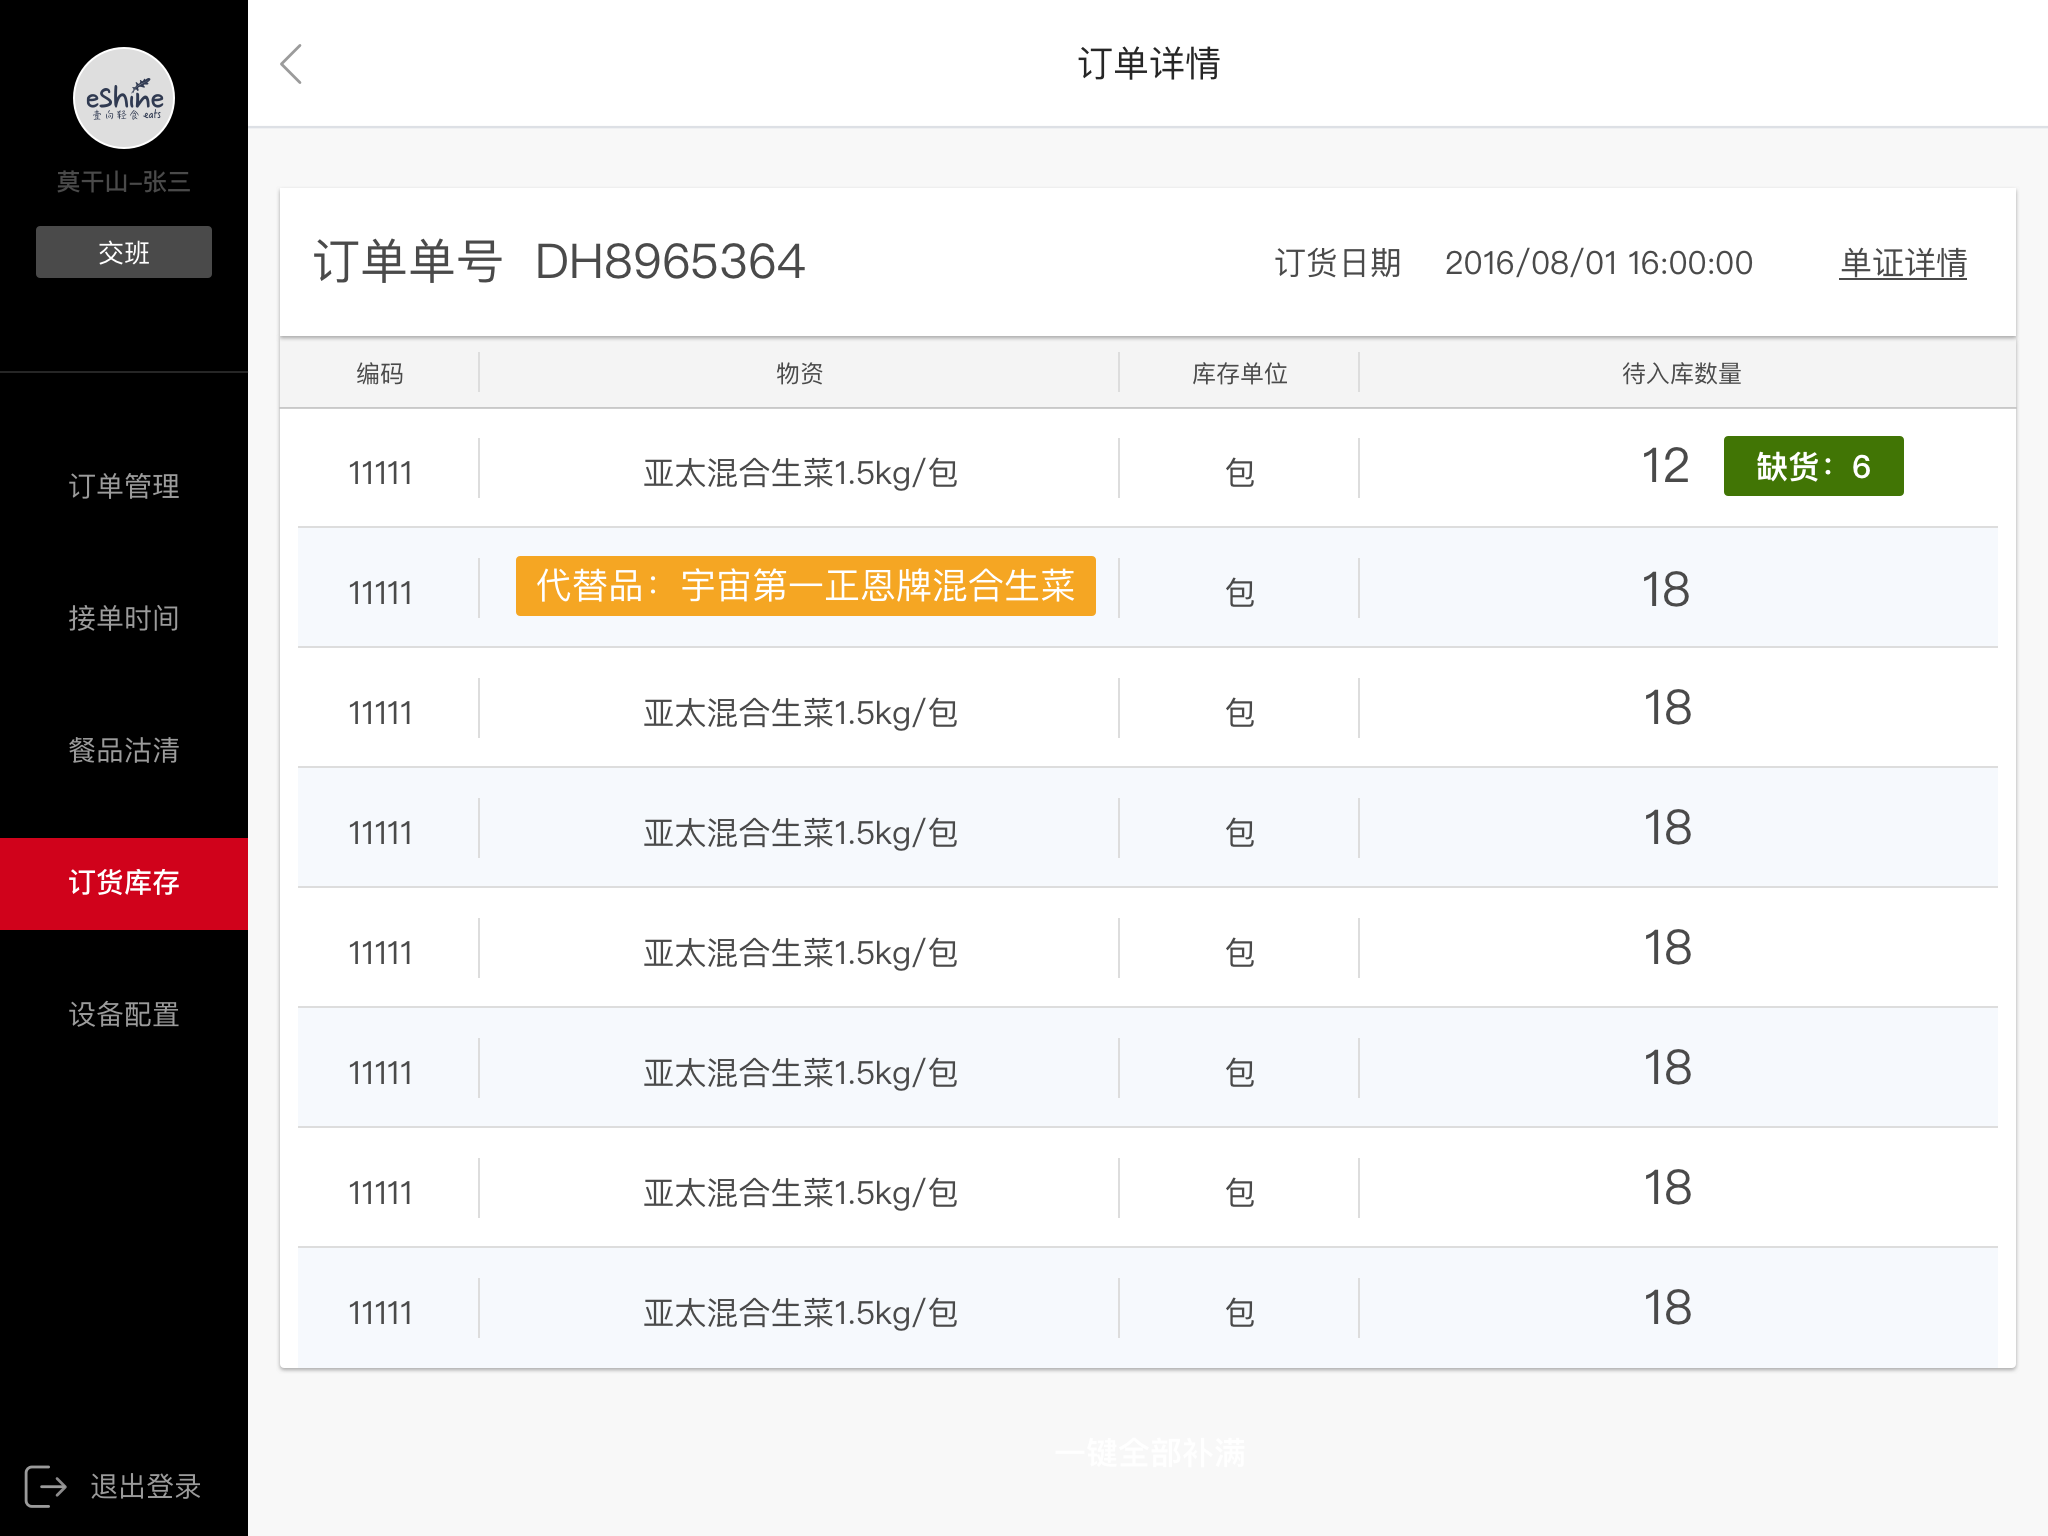 eShine
壹向轻食 eats
莫干山-张三
交班
订单管理
接单时间
餐品沽清
订货库存
设备配置
退出登录
订单详情
订单单号 DH8965364 订货日期 2016/08/01 16:00:00 单证详情
编码 物资 库存单位 待入库数量
11111 亚太混合生菜1.5kg/包 包 12 缺货：6
11111 代替品：宇宙第一正恩牌混合生菜 包 18
11111 亚太混合生菜1.5kg/包 包 18
11111 亚太混合生菜1.5kg/包 包 18
11111 亚太混合生菜1.5kg/包 包 18
11111 亚太混合生菜1.5kg/包 包 18
11111 亚太混合生菜1.5kg/包 包 18
11111 亚太混合生菜1.5kg/包 包 18
一键全部补满